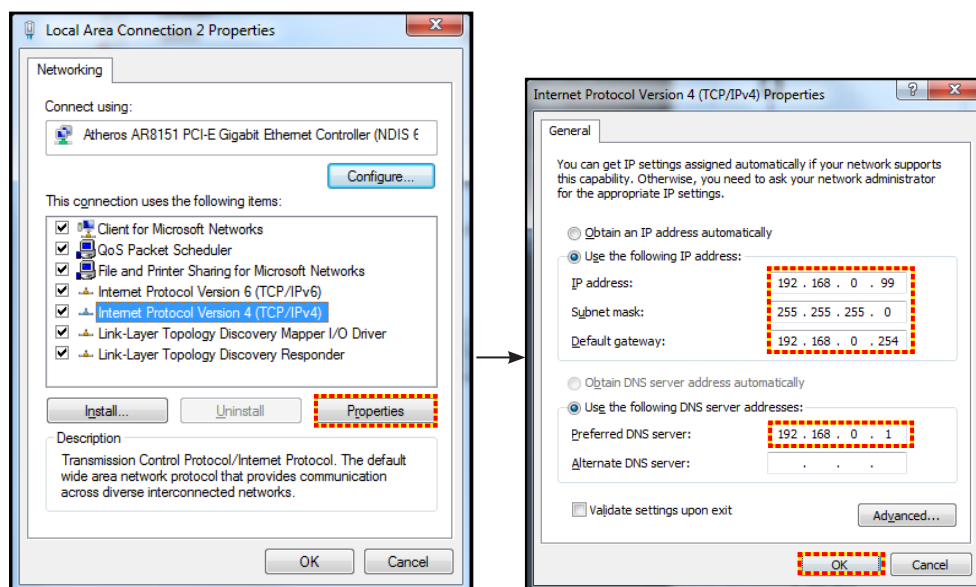 Local Area Connection 2 Properties
Networking
Connect using:
Atheros AR8151 PCI-E Gigabit Ethernet Controller (NDIS 6
Configure...
This connection uses the following items:
Client for Microsoft Networks
QoS Packet Scheduler
File and Printer Sharing for Microsoft Networks
Internet Protocol Version 6 (TCP/IPv6)
Internet Protocol Version 4 (TCP/IPv4)
Link-Layer Topology Discovery Mapper I/O Driver
Link-Layer Topology Discovery Responder
Install... Uninstall Properties
Description
Transmission Control Protocol/Internet Protocol. The default
wide area network protocol that provides communication
across diverse interconnected networks.
OK Cancel
Internet Protocol Version 4 (TCP/IPv4) Properties
General
You can get IP settings assigned automatically if your network supports
this capability. Otherwise, you need to ask your network administrator
for the appropriate IP settings.
Obtain an IP address automatically
Use the following IP address:
IP address: 192 . 168 . 0 . 99
Subnet mask: 255 . 255 . 255 . 0
Default gateway: 192 . 168 . 0 . 254
Obtain DNS server address automatically
Use the following DNS server addresses:
Preferred DNS server: 192 . 168 . 0 . 1
Alternate DNS server: . . .
Validate settings upon exit
Advanced...
OK Cancel